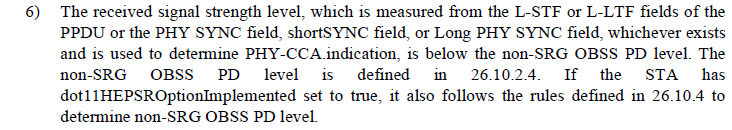 6) The received signal strength level, which is measured from the L-STF or L-LTF fields of the
PPDU or the PHY SYNC field, shortSYNC field, or Long PHY SYNC field, whichever exists
and is used to determine PHY-CCA.indication, is below the non-SRG OBSS PD level. The
non-SRG OBSS PD level is defined in 26.10.2.4. If the STA has
dot11HEPSROptionImplemented set to true, it also follows the rules defined in 26.10.4 to
determine non-SRG OBSS PD level.